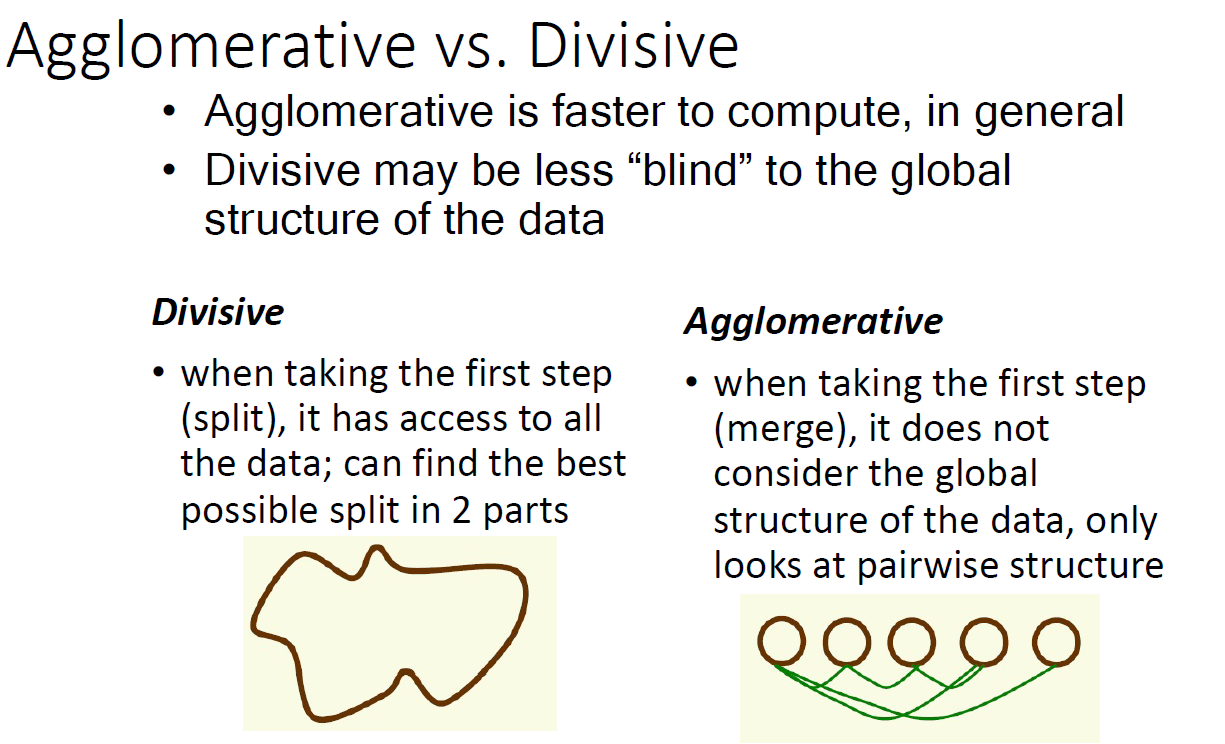 Agglomerative vs. Divisive
• Agglomerative is faster to compute, in general
• Divisive may be less “blind” to the global
structure of the data
Divisive
• when taking the first step
(split), it has access to all
the data; can find the best
possible split in 2 parts
Agglomerative
• when taking the first step
(merge), it does not
consider the global
structure of the data, only
looks at pairwise structure